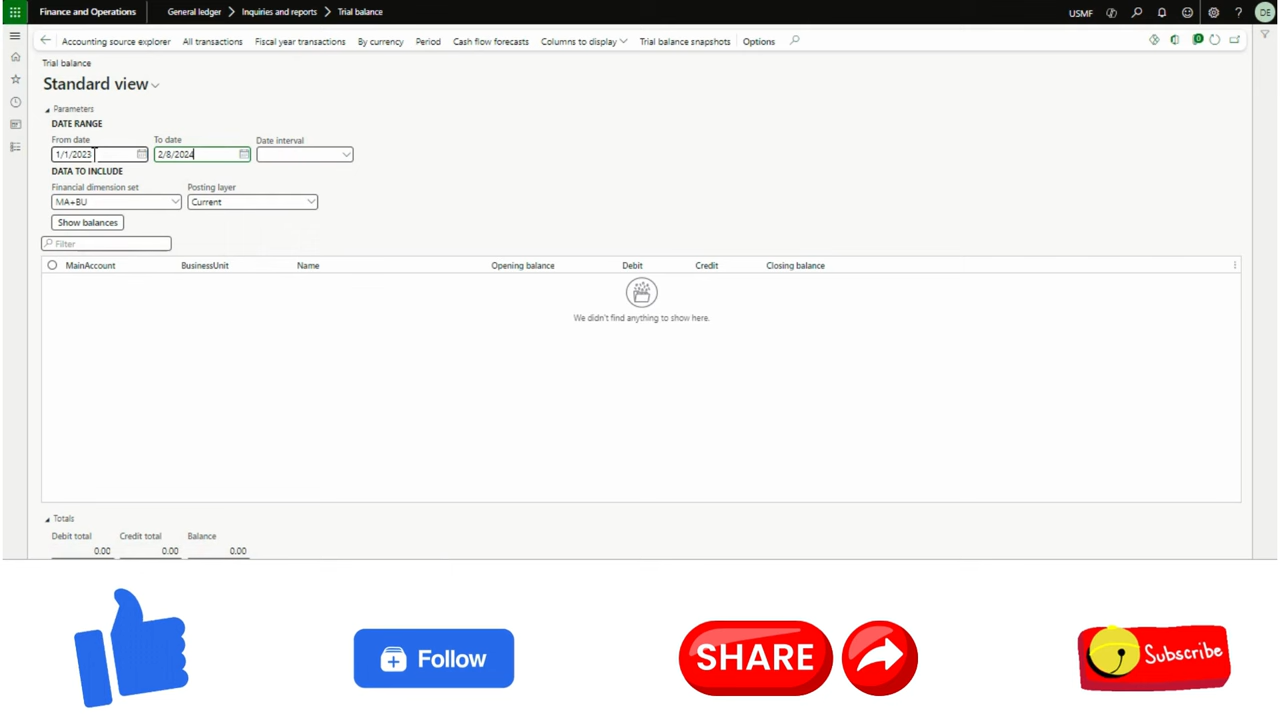 Finance and Operations
General ledger > Inquiries and reports > Trial balance
USMF
DE
Accounting source explorer All transactions Fiscal year transactions By currency Period Cash flow forecasts Columns to display Trial balance snapshots Options
0
Trial balance
Standard view
Parameters
DATE RANGE
From date To date Date interval
1/1/2023 2/8/2024
DATA TO INCLUDE
Financial dimension set Posting layer
MA+BU Current
Show balances
Filter
MainAccount BusinessUnit Name Opening balance Debit Credit Closing balance
We didn't find anything to show here.
Totals
Debit total Credit total Balance
0.00 0.00 0.00
Follow
SHARE
Subscribe